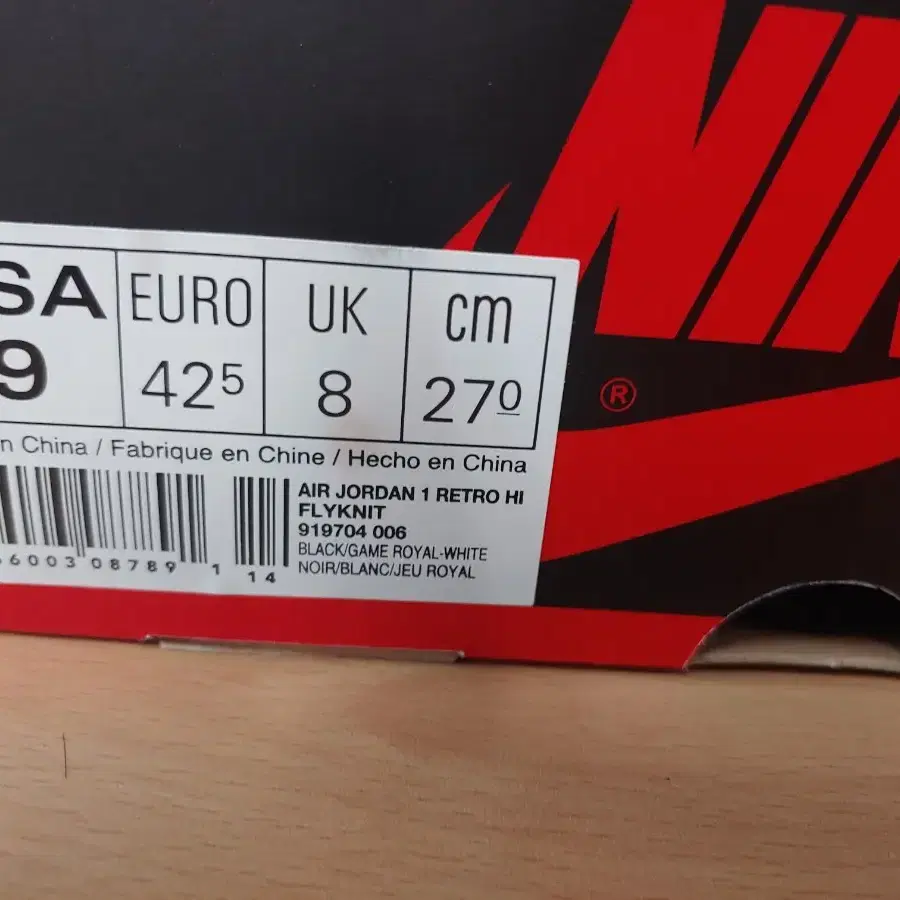 NI
SA EURO UK cm
9 42⁵ 8 27⁰
®
n China / Fabrique en Chine / Hecho en China
AIR JORDAN 1 RETRO HI
FLYKNIT
919704 006
BLACK/GAME ROYAL-WHITE
NOIR/BLANC/JEU ROYAL
6003 08789 1 14